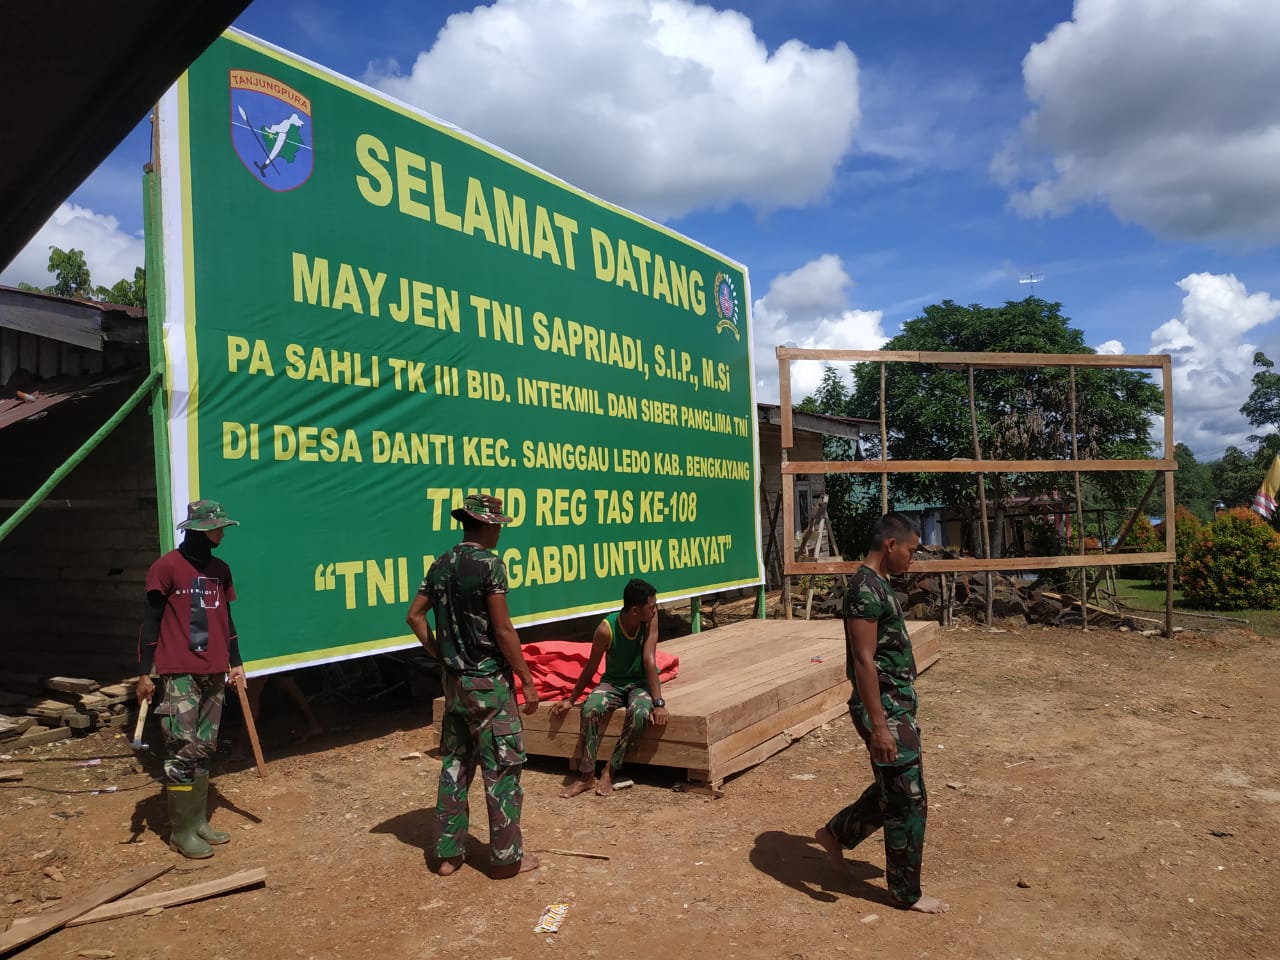 TANJUNGPURA
SELAMAT DATANG
MAYJEN TNI SAPRIADI, S.I.P., M.Si
PA SAHLI TK III BID. INTEKMIL DAN SIBER PANGLIMA TNI
DI DESA DANTI KEC. SANGGAU LEDO KAB. BENGKAYANG
REG TAS KE-108
"TNI UNTUK RAKYAT"